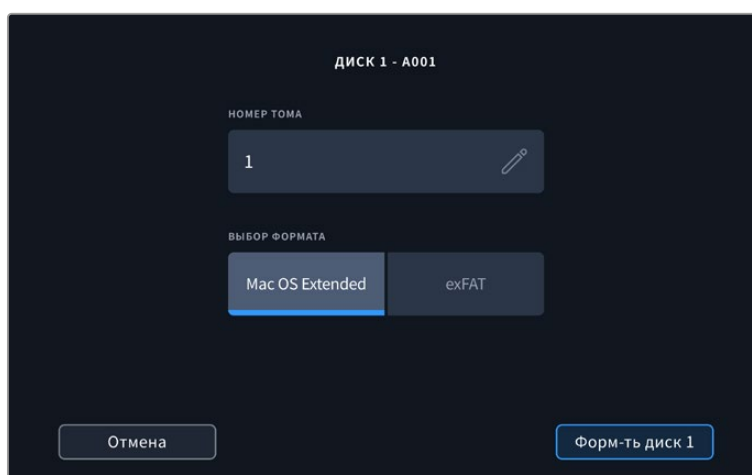 ДИСК 1 - A001
НОМЕР ТОМА
1
ВЫБОР ФОРМАТА
Mac OS Extended exFAT
Отмена Форм-ть диск 1